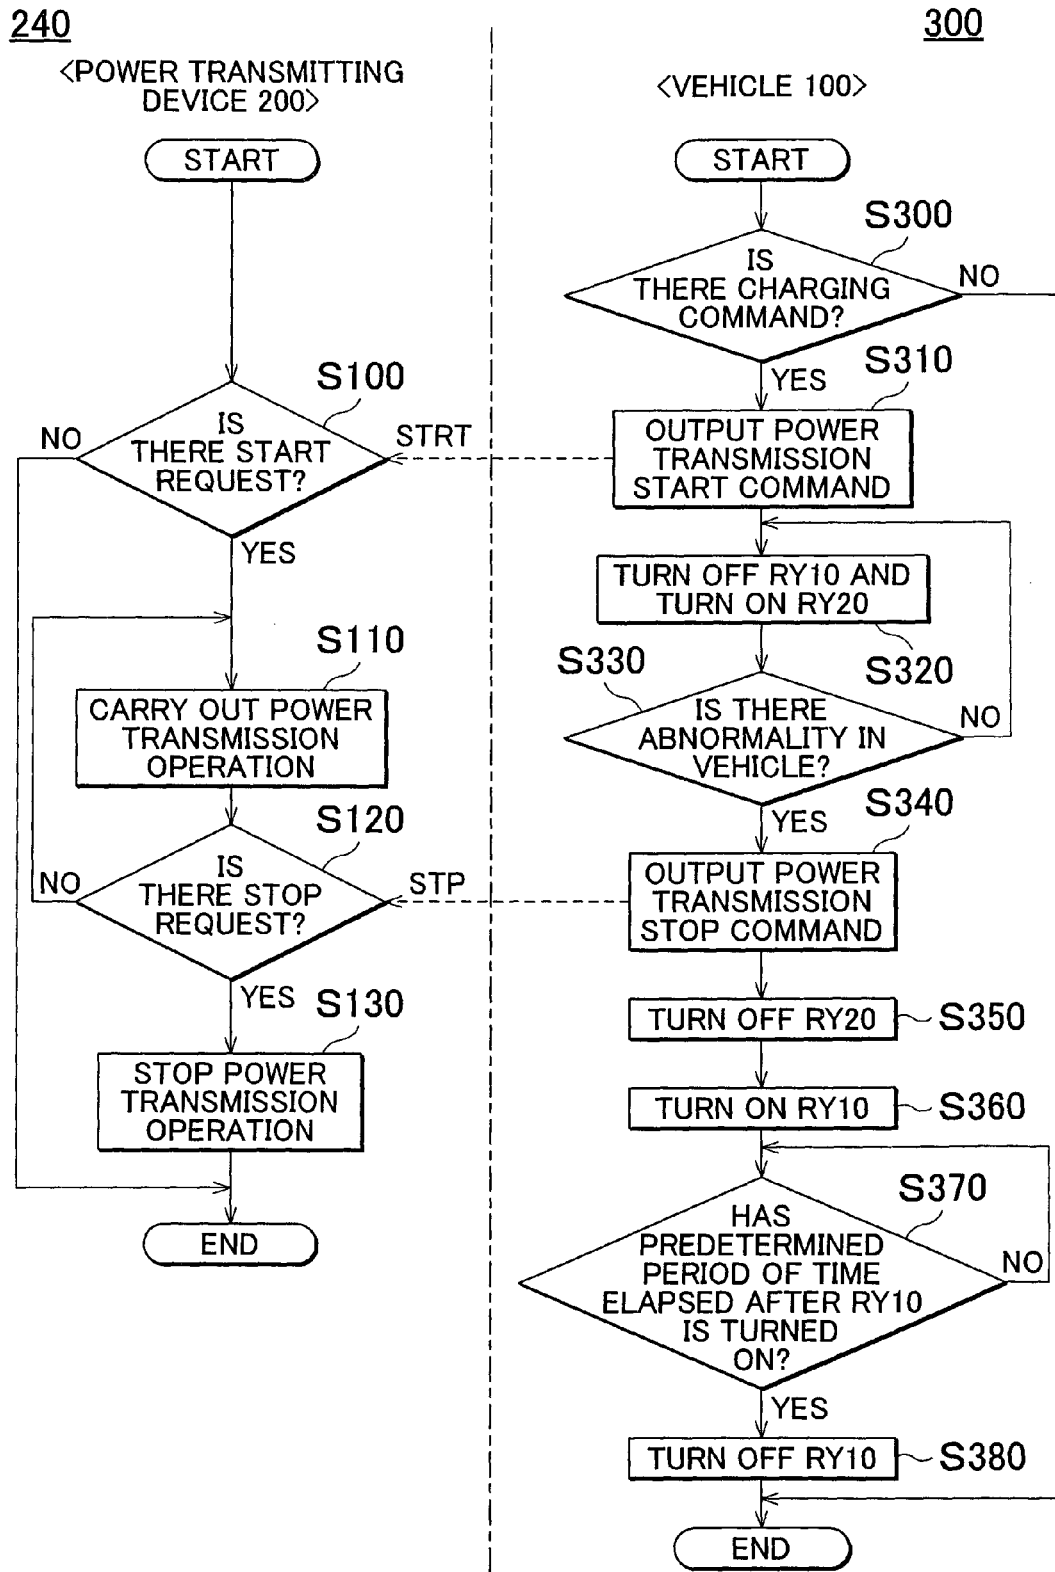 240
<POWER TRANSMITTING
DEVICE 200>
START
S100
IS
THERE START
REQUEST?
NO
STRT
YES
S110
CARRY OUT POWER
TRANSMISSION
OPERATION
S120
IS
THERE STOP
REQUEST?
NO
STP
YES
S130
STOP POWER
TRANSMISSION
OPERATION
END
300
<VEHICLE 100>
START
S300
IS
THERE CHARGING
COMMAND?
NO
YES
S310
OUTPUT POWER
TRANSMISSION
START COMMAND
TURN OFF RY10 AND
TURN ON RY20
S320
S330
IS THERE
ABNORMALITY IN
VEHICLE?
NO
YES
S340
OUTPUT POWER
TRANSMISSION
STOP COMMAND
TURN OFF RY20
S350
TURN ON RY10
S360
S370
HAS
PREDETERMINED
PERIOD OF TIME
ELAPSED AFTER RY10
IS TURNED
ON?
NO
YES
TURN OFF RY10
S380
END